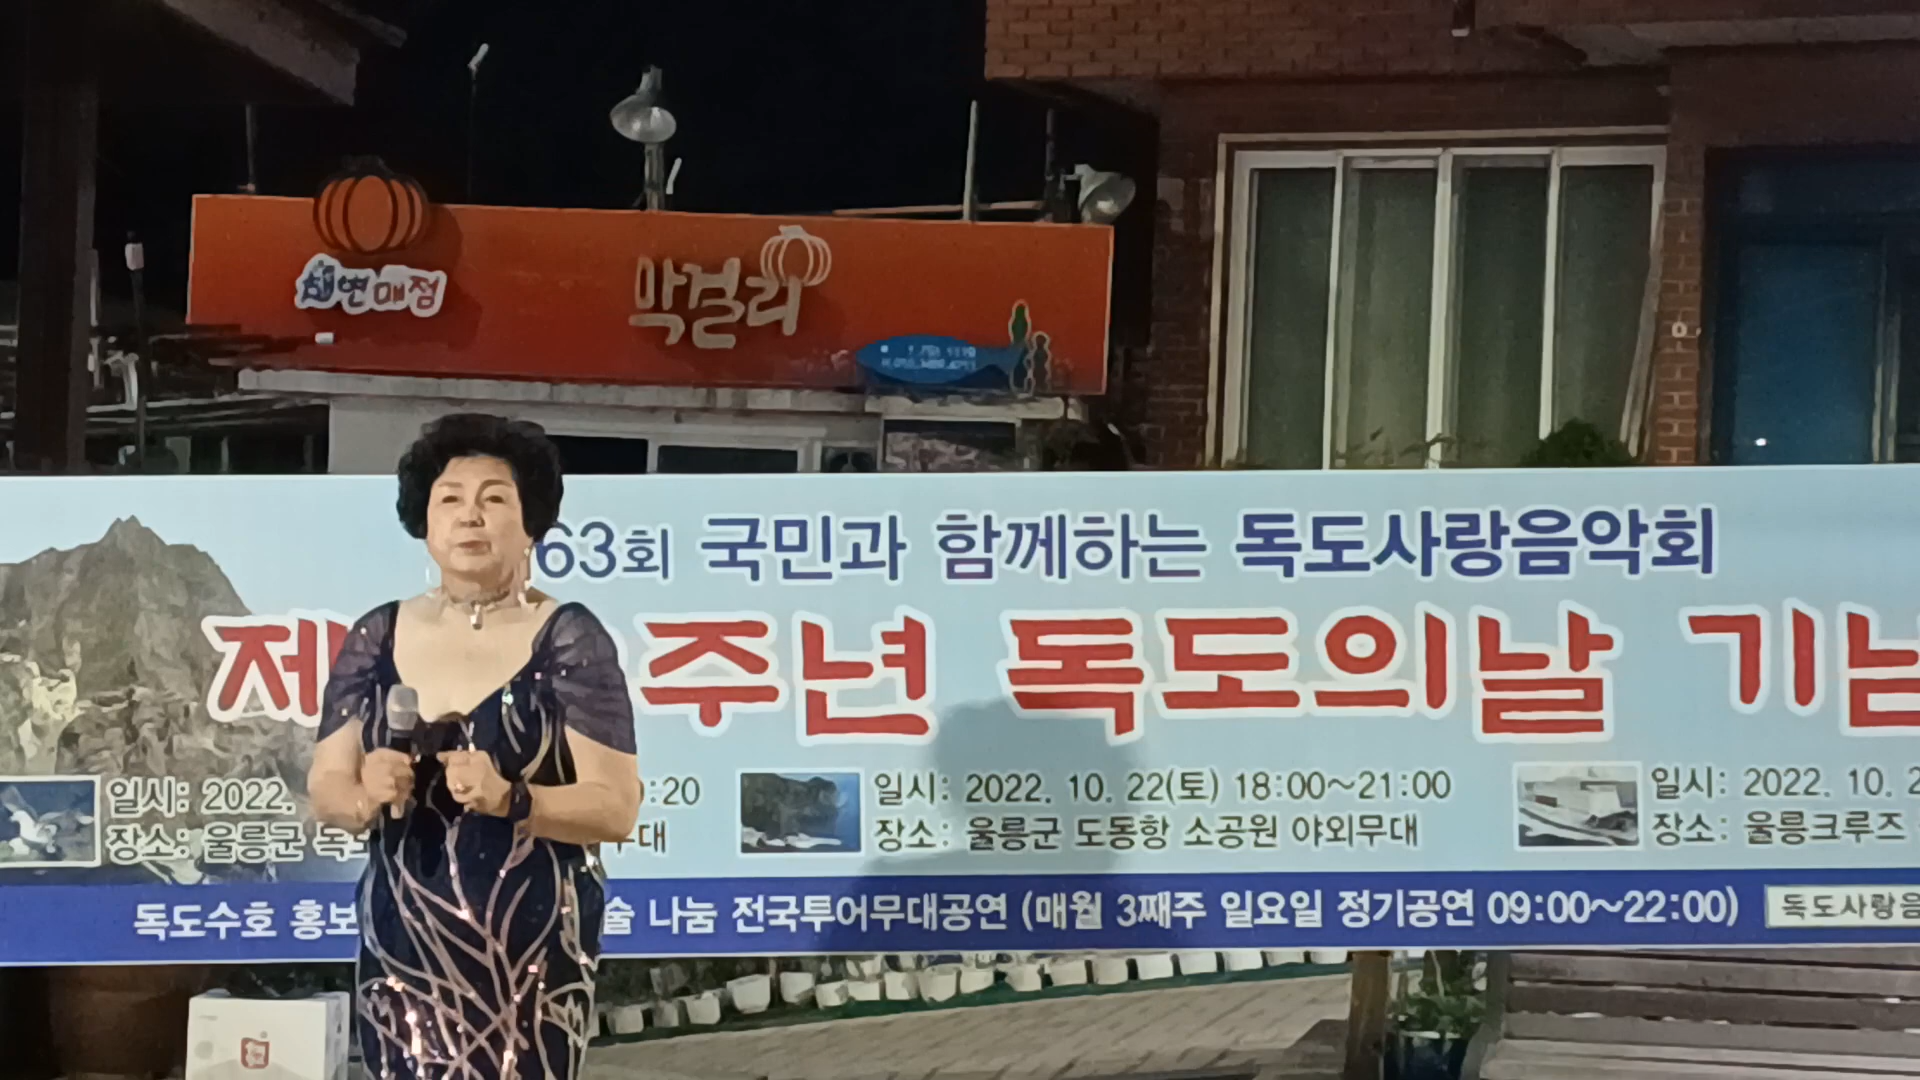 해연매점
막걸리
63회 국민과 함께하는 독도사랑음악회
제 주년 독도의날 기념
일시: 2022. :20
장소: 울릉군 독도 무대
일시: 2022. 10. 22(토) 18:00~21:00
장소: 울릉군 도동항 소공원 야외무대
일시: 2022. 10. 2
장소: 울릉크루즈
독도수호 홍보 술 나눔 전국투어무대공연 (매월 3째주 일요일 정기공연 09:00~22:00)
독도사랑음